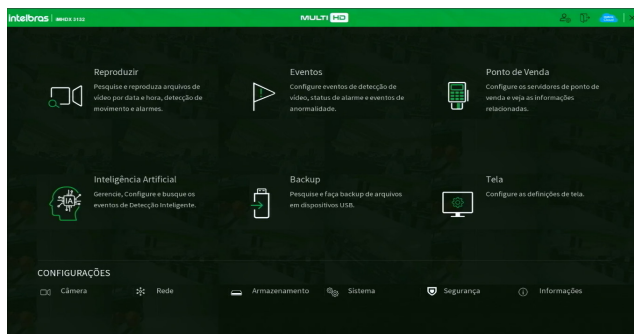 intelbras iMHDX 3132
MULTI HD
Reproduzir
Pesquise e reproduza arquivos de
vídeo por data e hora, detecção de
movimento e alarmes.
Eventos
Configure eventos de detecção de
vídeo, status de alarme e eventos de
anormalidade.
Ponto de Venda
Configure os servidores de ponto de
venda e veja as informações
relacionadas.
Inteligência Artificial
Gerencie, Configure e busque os
eventos de Detecção Inteligente.
Backup
Pesquise e faça backup de arquivos
em dispositivos USB.
Tela
Configure as definições de tela.
IA
CONFIGURAÇÕES
Câmera
Rede
Armazenamento
Sistema
Segurança
Informações